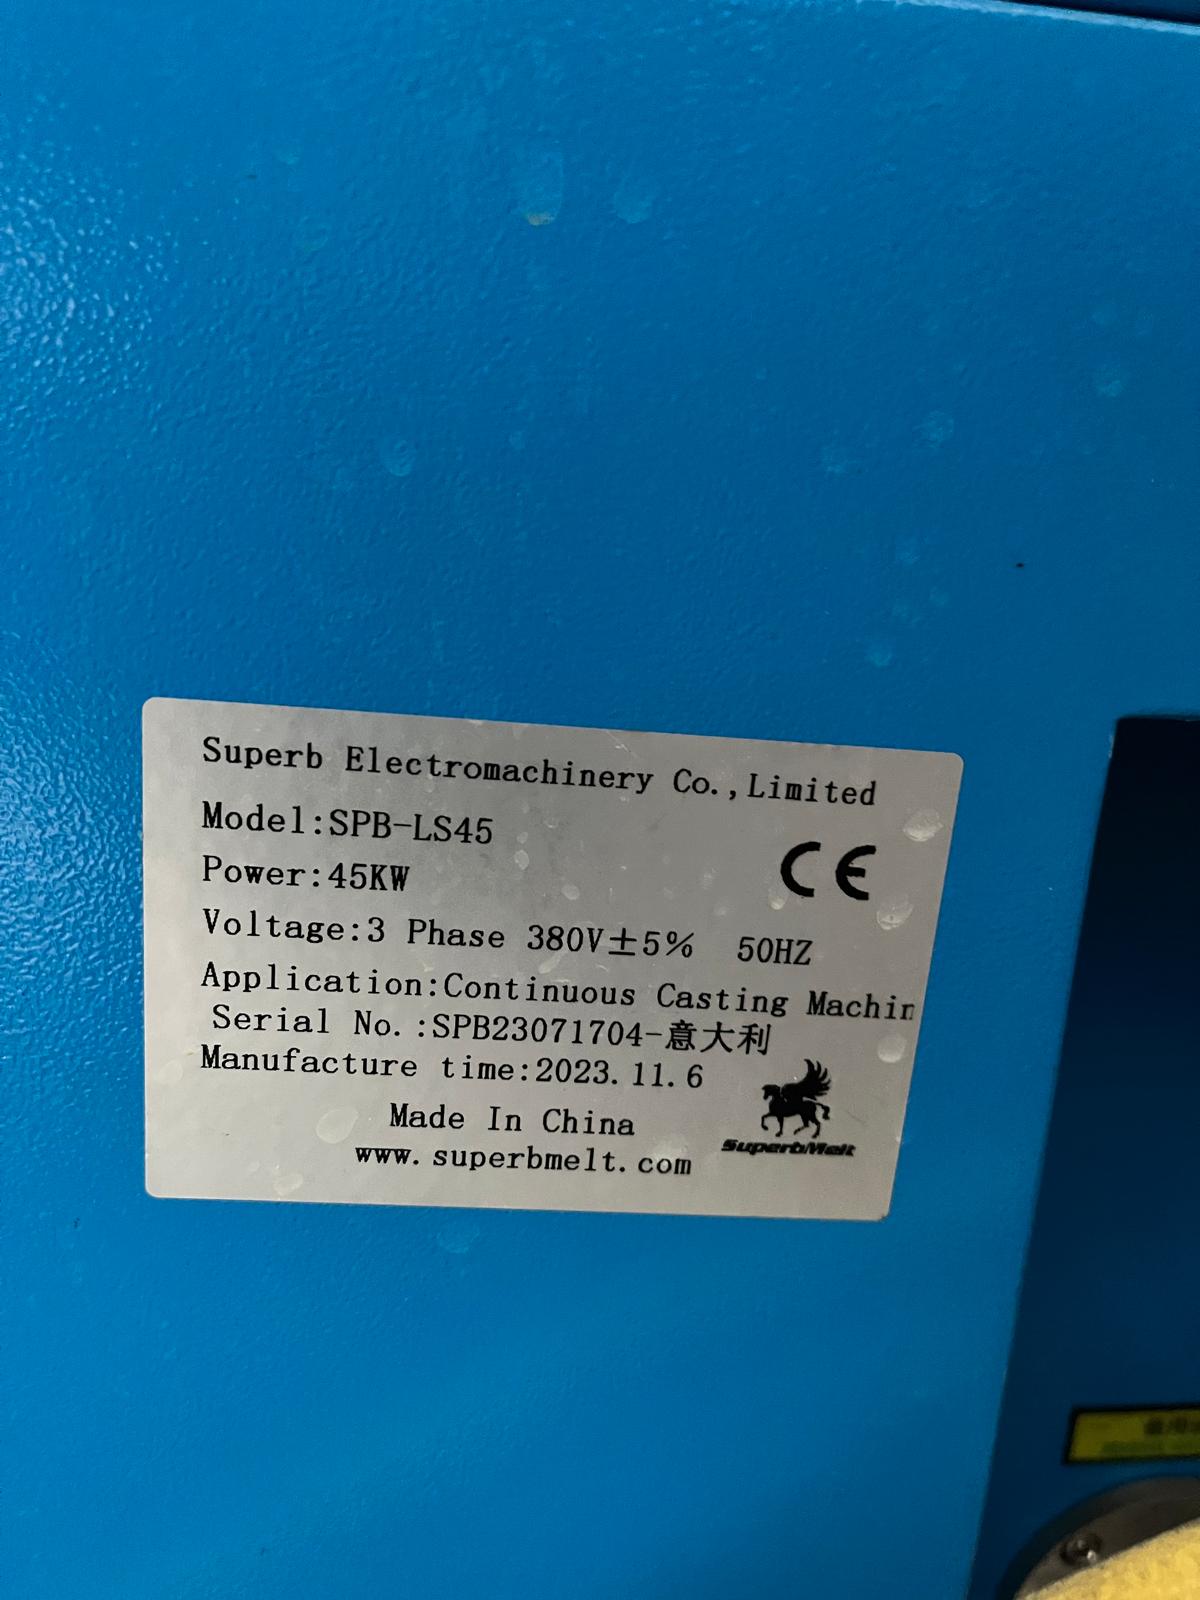 Superb Electromachinery Co.,Limited
Model:SPB-LS45
CE
Power:45KW
Voltage:3 Phase 380V±5% 50HZ
Application:Continuous Casting Machin
Serial No.:SPB23071704-意大利
Manufacture time:2023.11.6
Made In China
SuperbMelt
www.superbmelt.com